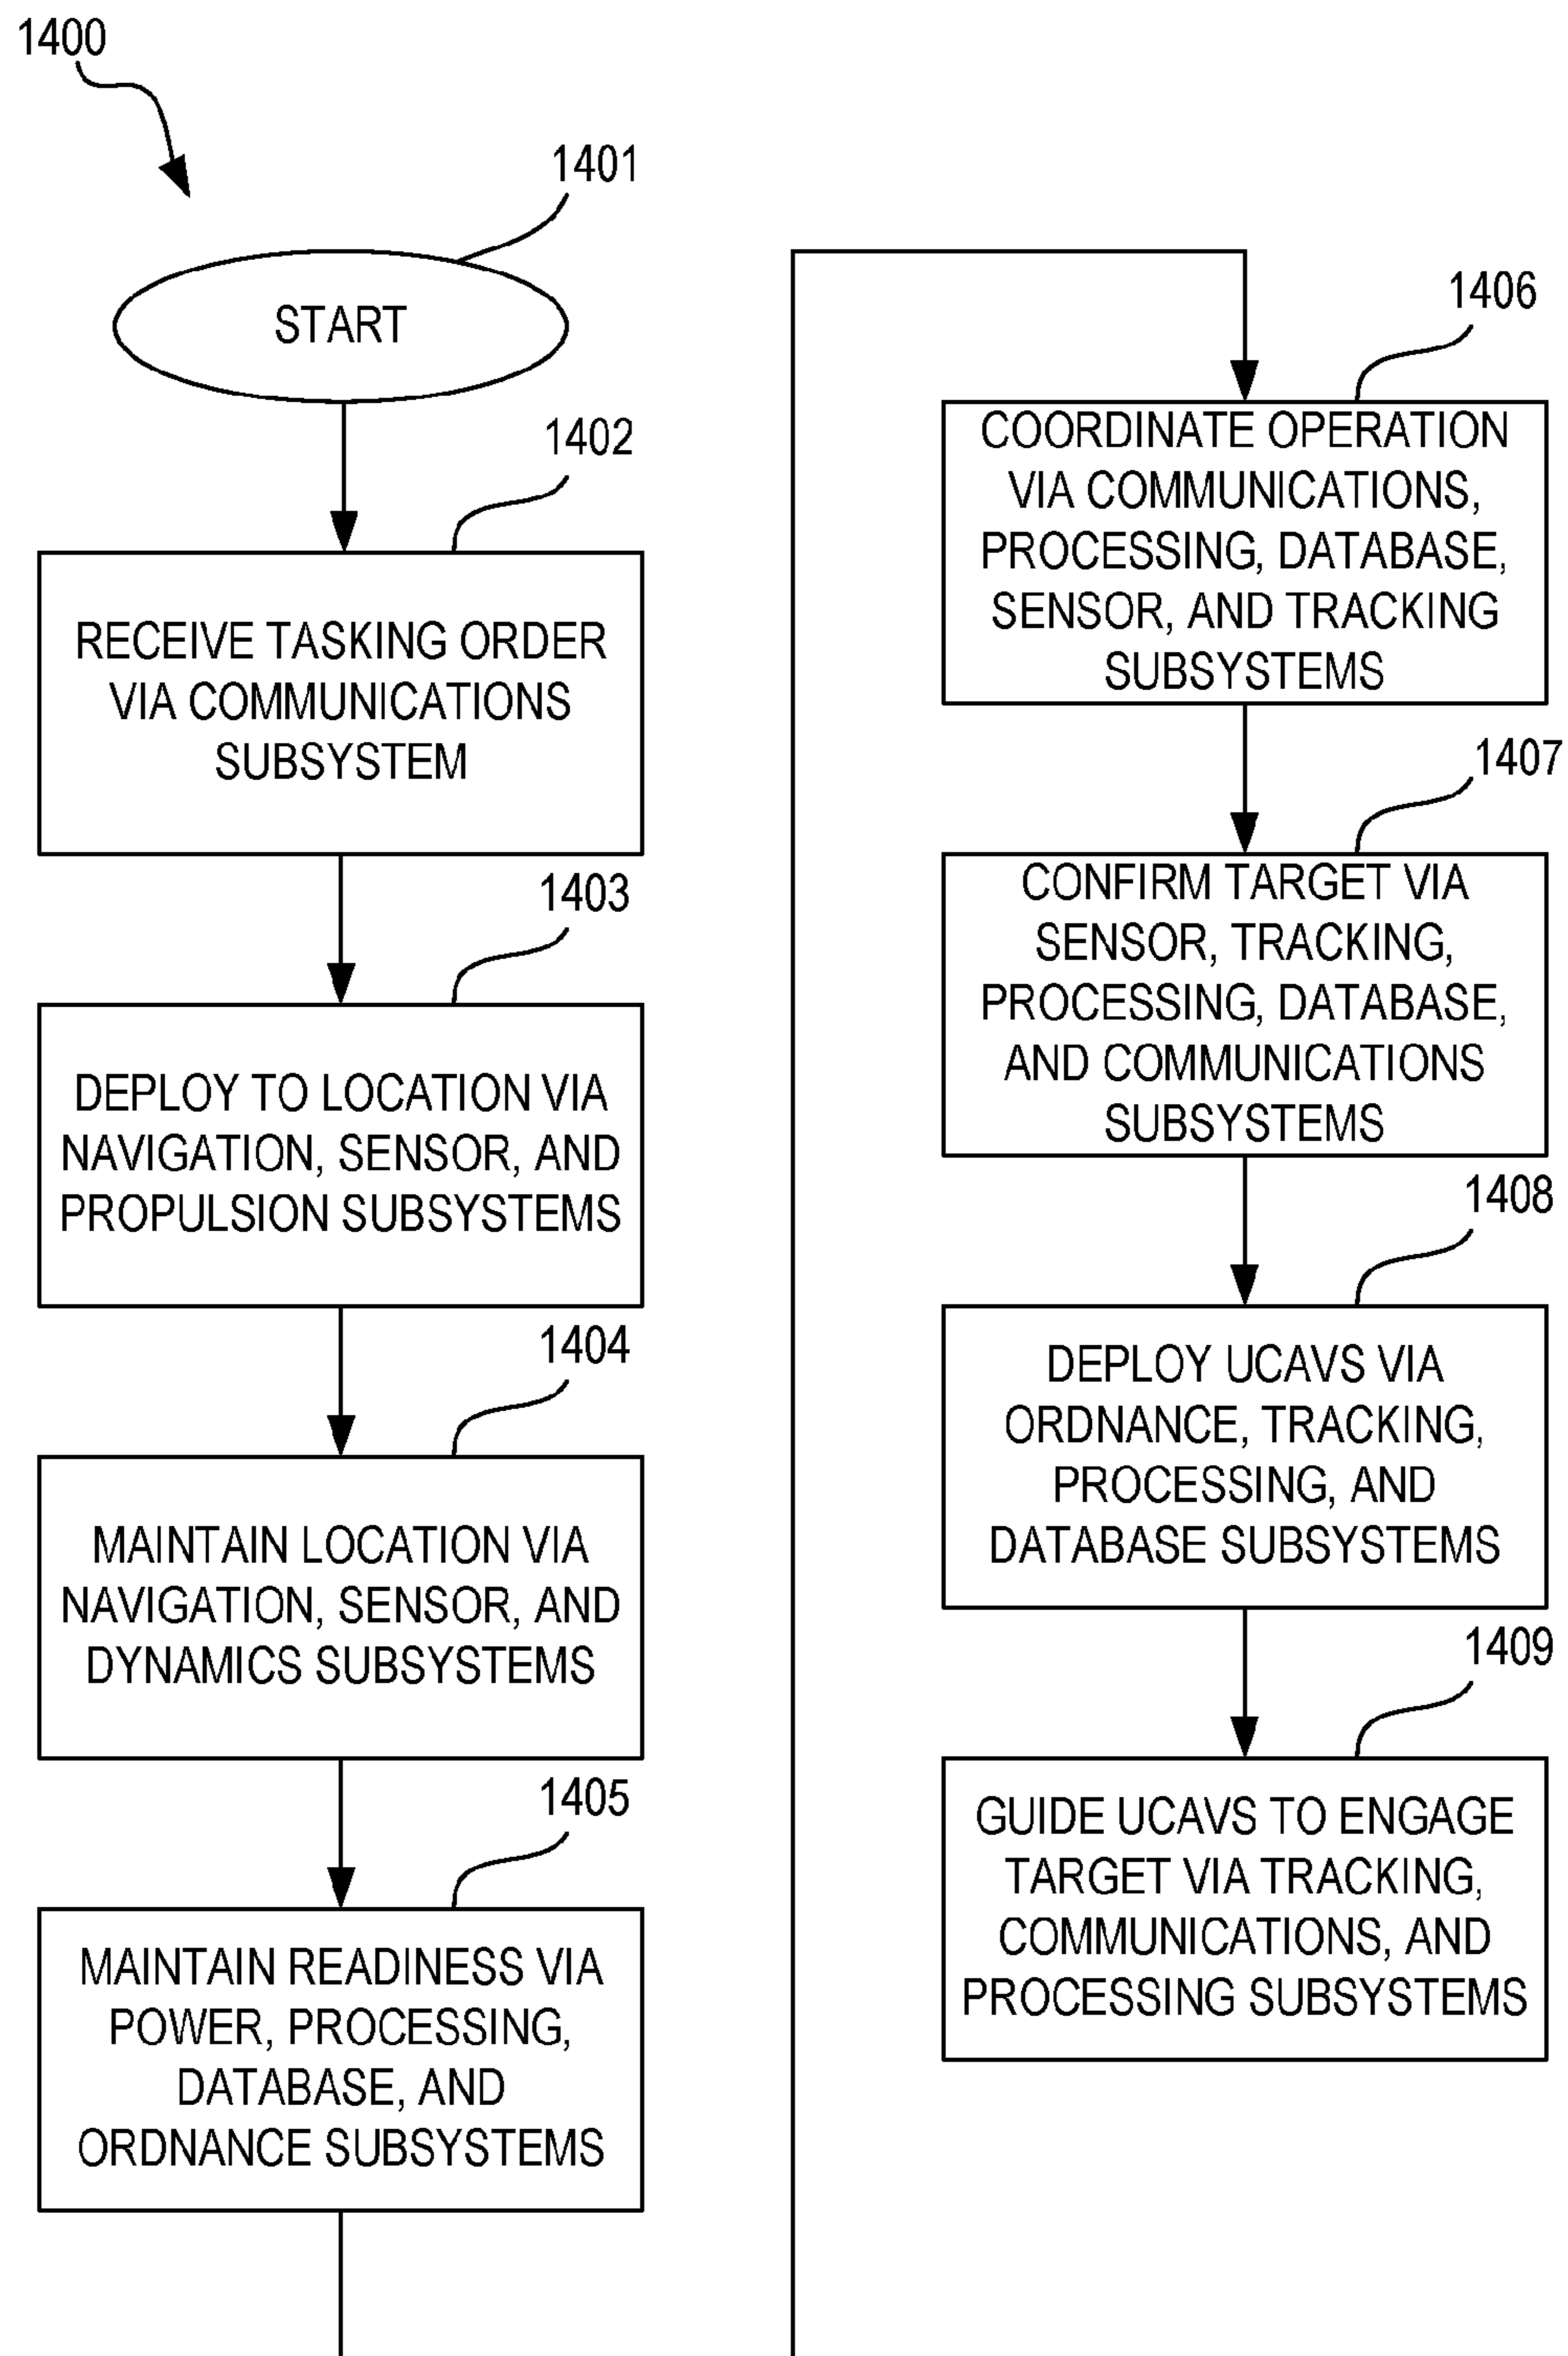 1400
1401
START
1402
RECEIVE TASKING ORDER
VIA COMMUNICATIONS
SUBSYSTEM
1403
DEPLOY TO LOCATION VIA
NAVIGATION, SENSOR, AND
PROPULSION SUBSYSTEMS
1404
MAINTAIN LOCATION VIA
NAVIGATION, SENSOR, AND
DYNAMICS SUBSYSTEMS
1405
MAINTAIN READINESS VIA
POWER, PROCESSING,
DATABASE, AND
ORDNANCE SUBSYSTEMS
1406
COORDINATE OPERATION
VIA COMMUNICATIONS,
PROCESSING, DATABASE,
SENSOR, AND TRACKING
SUBSYSTEMS
1407
CONFIRM TARGET VIA
SENSOR, TRACKING,
PROCESSING, DATABASE,
AND COMMUNICATIONS
SUBSYSTEMS
1408
DEPLOY UCAVS VIA
ORDNANCE, TRACKING,
PROCESSING, AND
DATABASE SUBSYSTEMS
1409
GUIDE UCAVS TO ENGAGE
TARGET VIA TRACKING,
COMMUNICATIONS, AND
PROCESSING SUBSYSTEMS